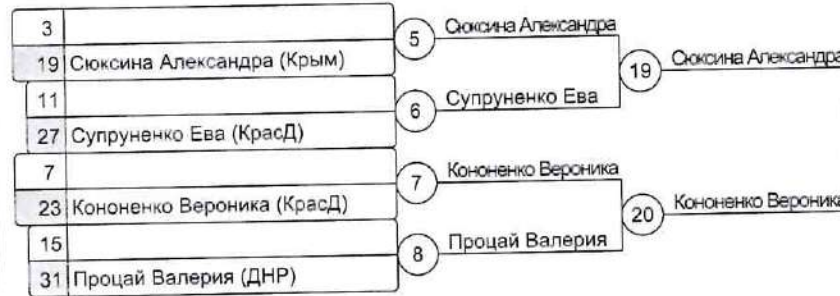 3
19 Сюксина Александра (Крым)
5 Сюксина Александра
19 Сюксина Александра
11
27 Супруненко Ева (КрасД)
6 Супруненко Ева
7
23 Кононенко Вероника (КрасД)
7 Кононенко Вероника
20 Кононенко Вероника
15
31 Процай Валерия (ДНР)
8 Процай Валерия